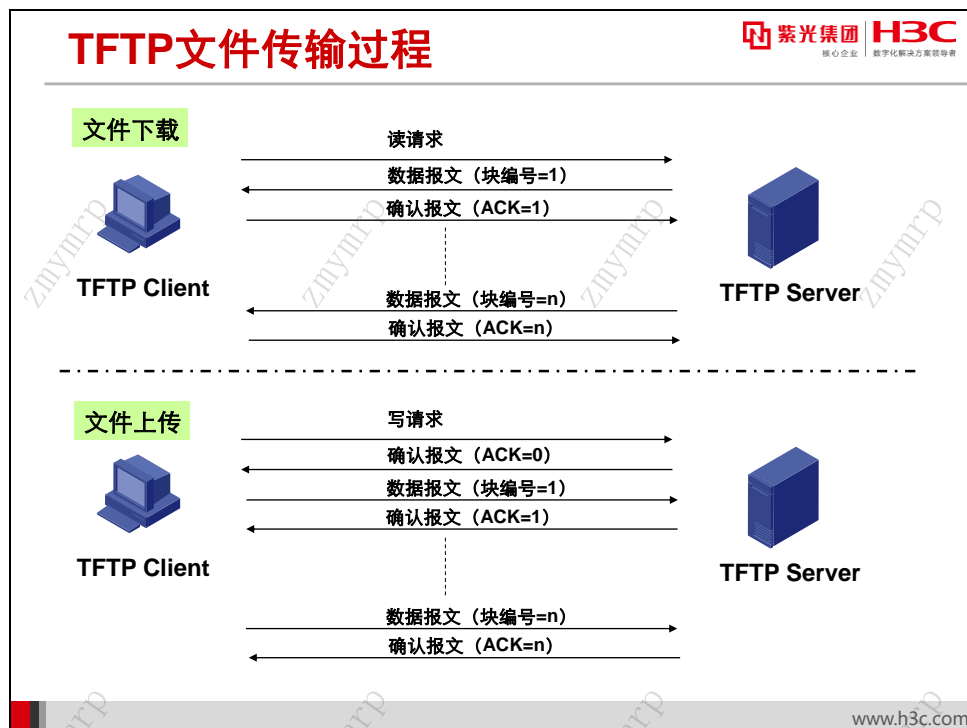 TFTP文件传输过程
紫光集团 H3C
核心企业 数字化解决方案领导者
文件下载
读请求
数据报文（块编号=1）
确认报文（ACK=1）
数据报文（块编号=n）
确认报文（ACK=n）
TFTP Client
TFTP Server
zmymrp
zmymrp
zmymrp
zmymrp
文件上传
写请求
确认报文（ACK=0）
数据报文（块编号=1）
确认报文（ACK=1）
数据报文（块编号=n）
确认报文（ACK=n）
TFTP Client
TFTP Server
www.h3c.com